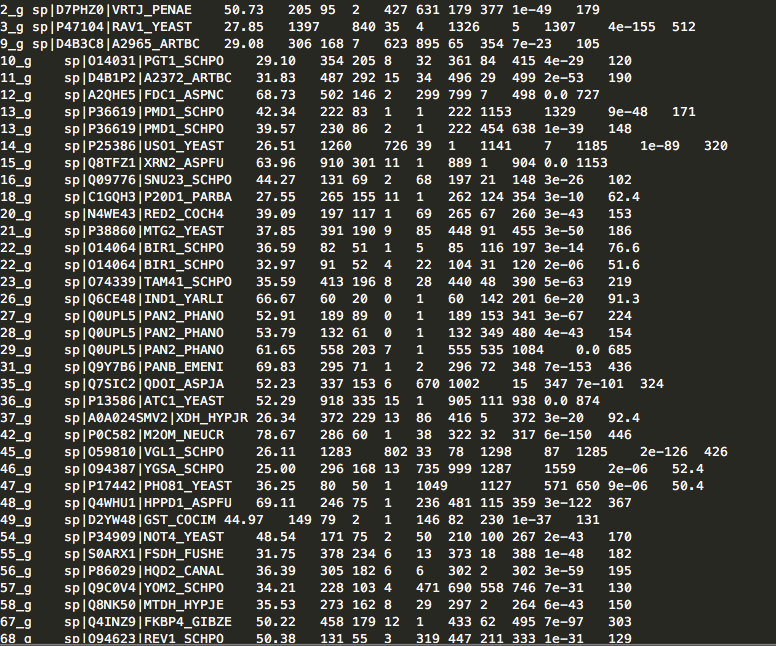 2_g sp|D7PHZ0|VRTJ_PENAE 50.73 205 95 2 427 631 179 377 1e-49 179
3_g sp|P47104|RAV1_YEAST 27.85 1397 840 35 4 1326 5 1307 4e-155 512
9_g sp|D4B3C8|A2965_ARTBC 29.08 306 168 7 623 895 65 354 7e-23 105
10_g sp|O14031|PGT1_SCHPO 29.10 354 205 8 32 361 84 415 4e-29 120
11_g sp|D4B1P2|A2372_ARTBC 31.83 487 292 15 34 496 29 499 2e-53 190
12_g sp|A2QHE5|FDC1_ASPNC 68.73 502 146 2 299 799 7 498 0.0 727
13_g sp|P36619|PMD1_SCHPO 42.34 222 83 1 1 222 1153 1329 9e-48 171
13_g sp|P36619|PMD1_SCHPO 39.57 230 86 2 1 222 454 638 1e-39 148
14_g sp|P25386|USO1_YEAST 26.51 1260 726 39 1 1141 7 1185 1e-89 320
15_g sp|Q8TFZ1|XRN2_ASPFU 63.96 910 301 11 1 889 1 904 0.0 1153
16_g sp|Q09776|SNU23_SCHPO 44.27 131 69 2 68 197 21 148 3e-26 102
18_g sp|C1GQH3|P20D1_PARBA 27.55 265 155 11 1 262 124 354 3e-10 62.4
20_g sp|N4WE43|RED2_COCH4 39.09 197 117 1 69 265 67 260 3e-43 153
21_g sp|P38860|MTG2_YEAST 37.85 391 190 9 85 448 91 455 3e-50 186
22_g sp|O14064|BIR1_SCHPO 36.59 82 51 1 5 85 116 197 3e-14 76.6
22_g sp|O14064|BIR1_SCHPO 32.97 91 52 4 22 104 31 120 2e-06 51.6
23_g sp|O74339|TAM41_SCHPO 35.59 413 196 8 28 440 48 390 5e-63 219
26_g sp|Q6CE48|IND1_YARLI 66.67 60 20 0 1 60 142 201 6e-20 91.3
27_g sp|Q0UPL5|PAN2_PHANO 52.91 189 89 0 1 189 153 341 3e-67 224
28_g sp|Q0UPL5|PAN2_PHANO 53.79 132 61 0 1 132 349 480 4e-43 154
29_g sp|Q0UPL5|PAN2_PHANO 61.65 558 203 7 1 555 535 1084 0.0 685
31_g sp|Q9Y7B6|PANB_EMENI 69.83 295 71 1 2 296 72 348 7e-153 436
35_g sp|Q7SIC2|QDOI_ASPJA 52.23 337 153 6 670 1002 15 347 7e-101 324
36_g sp|P13586|ATC1_YEAST 52.29 918 335 15 1 905 111 938 0.0 874
37_g sp|A0A024SMV2|XDH_HYPJR 26.34 372 229 13 86 416 5 372 3e-20 92.4
42_g sp|P0C582|M2OM_NEUCR 78.67 286 60 1 38 322 32 317 6e-150 446
45_g sp|O59810|VGL1_SCHPO 26.11 1283 802 33 78 1298 87 1285 2e-126 426
46_g sp|O94387|YGSA_SCHPO 25.00 296 168 13 735 999 1287 1559 2e-06 52.4
47_g sp|P17442|PHO81_YEAST 36.25 80 50 1 1049 1127 571 650 9e-06 50.4
48_g sp|Q4WHU1|HPPD1_ASPFU 69.11 246 75 1 236 481 115 359 3e-122 367
49_g sp|D2YW48|GST_COCIM 44.97 149 79 2 1 146 82 230 1e-37 131
54_g sp|P34909|NOT4_YEAST 48.54 171 75 2 50 210 100 267 2e-43 170
55_g sp|S0ARX1|FSDH_FUSHE 31.75 378 234 6 13 373 18 388 1e-48 182
56_g sp|P86029|HQD2_CANAL 36.39 305 182 6 6 302 2 302 3e-59 195
57_g sp|Q9C0V4|YOM2_SCHPO 34.21 228 103 4 471 690 558 746 7e-31 130
58_g sp|Q8NK50|MTDH_HYPJE 35.53 273 162 8 29 297 2 264 6e-43 150
67_g sp|Q4INZ9|FKBP4_GIBZE 50.22 458 179 12 1 433 62 495 7e-97 303
68_g sp|O94623|REV1_SCHPO 50.38 131 55 3 319 447 211 333 1e-31 129